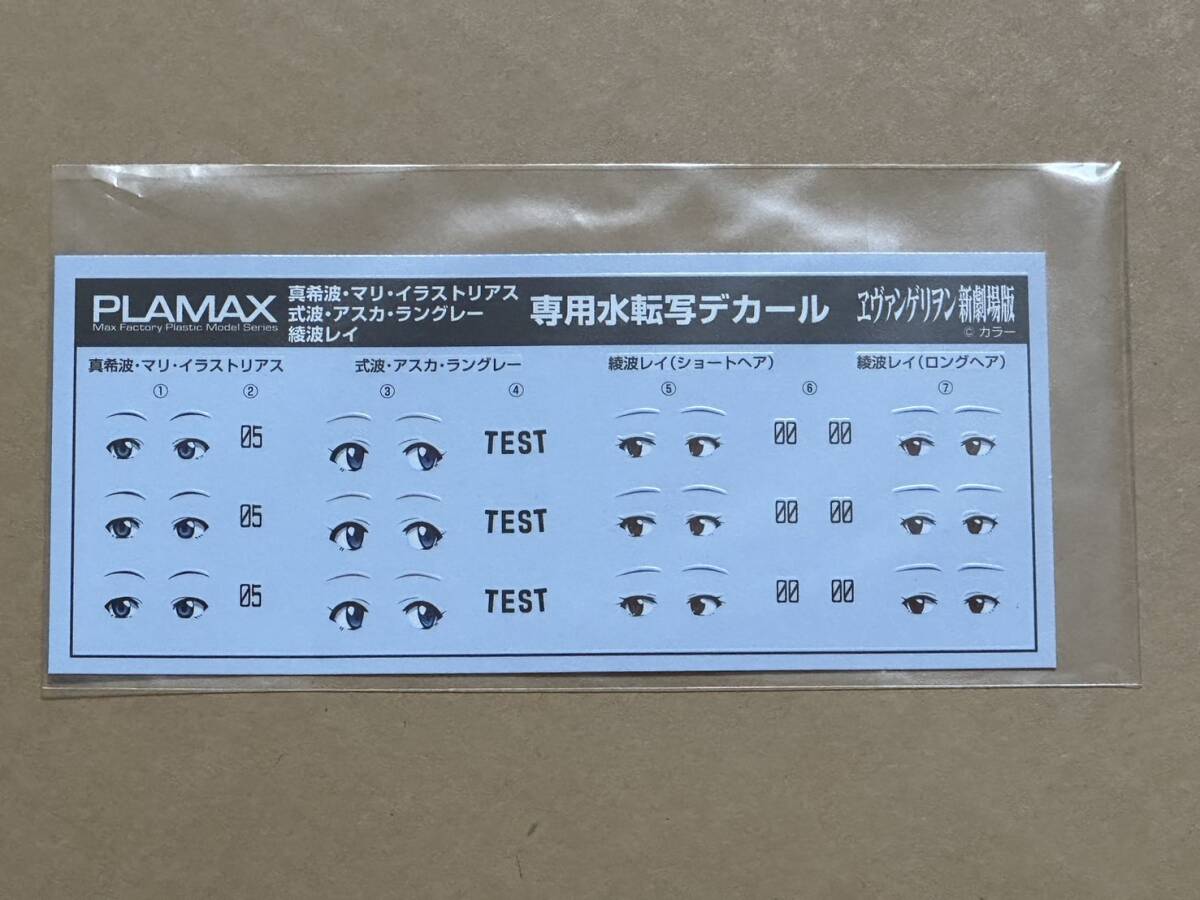 PLAMAX
Max Factory Plastic Model Series
真希波・マリ・イラストリアス
式波・アスカ・ラングレー
綾波レイ
専用水転写デカール
ヱヴァンゲリヲン新劇場版
© カラー
真希波・マリ・イラストリアス 式波・アスカ・ラングレー 綾波レイ(ショートヘア) 綾波レイ(ロングヘア)
① ② ③ ④ ⑤ ⑥ ⑦
05 TEST 00 00
05 TEST 00 00
05 TEST 00 00